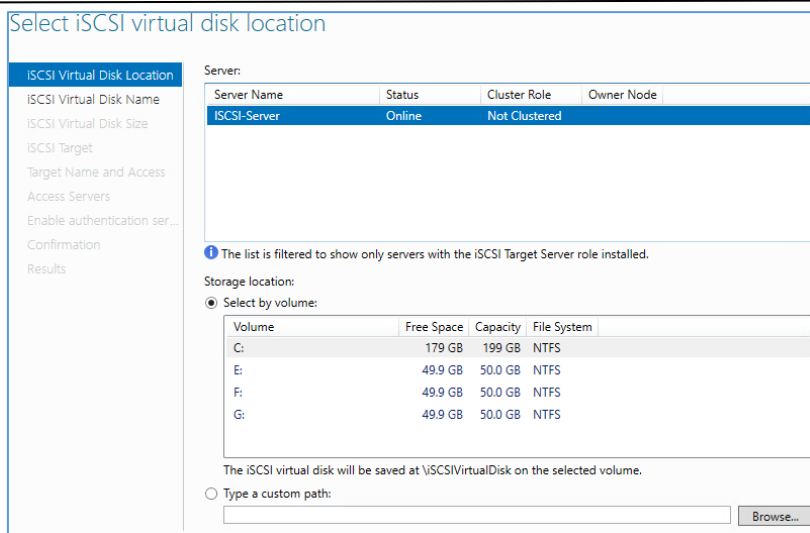 Select iSCSI virtual disk location
iSCSI Virtual Disk Location
iSCSI Virtual Disk Name
iSCSI Virtual Disk Size
iSCSI Target
Target Name and Access
Access Servers
Enable authentication ser...
Confirmation
Results
Server:
Server Name Status Cluster Role Owner Node
ISCSI-Server Online Not Clustered
The list is filtered to show only servers with the iSCSI Target Server role installed.
Storage location:
Select by volume:
Volume Free Space Capacity File System
C: 179 GB 199 GB NTFS
E: 49.9 GB 50.0 GB NTFS
F: 49.9 GB 50.0 GB NTFS
G: 49.9 GB 50.0 GB NTFS
The iSCSI virtual disk will be saved at \iSCSIVirtualDisk on the selected volume.
Type a custom path:
Browse...